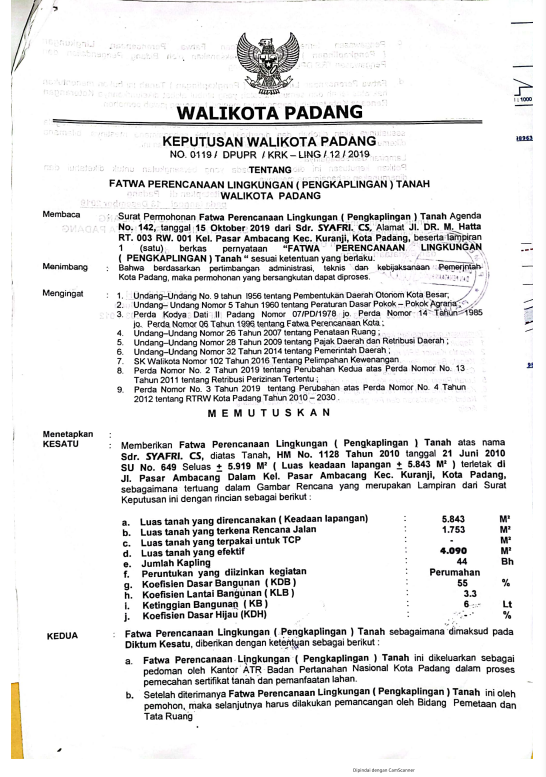 WALIKOTA PADANG
KEPUTUSAN WALIKOTA PADANG
NO. 0119 / DPUPR / KRK – LING / 12 / 2019
TENTANG
FATWA PERENCANAAN LINGKUNGAN ( PENGKAPLINGAN ) TANAH
WALIKOTA PADANG
Membaca : Surat Permohonan Fatwa Perencanaan Lingkungan ( Pengkaplingan ) Tanah Agenda
No. 142, tanggal 15 Oktober 2019 dari Sdr. SYAFRI. CS, Alamat Jl. DR. M. Hatta
RT. 003 RW. 001 Kel. Pasar Ambacang Kec. Kuranji, Kota Padang, beserta lampiran
1 (satu) berkas pernyataan "FATWA PERENCANAAN LINGKUNGAN
( PENGKAPLINGAN ) Tanah " sesuai ketentuan yang berlaku.
Menimbang : Bahwa berdasarkan pertimbangan administrasi, teknis dan kebijaksanaan Pemerintah
Kota Padang, maka permohonan yang bersangkutan dapat diproses.
Mengingat : 1. Undang–Undang No. 9 tahun 1956 tentang Pembentukan Daerah Otonom Kota Besar;
2. Undang– Undang Nomor 5 Tahun 1960 tentang Peraturan Dasar Pokok – Pokok Agraria;
3. Perda Kodya Dati II Padang Nomor 07/PD/1978 jo. Perda Nomor 14 Tahun 1985
jo. Perda Nomor 06 Tahun 1996 tentang Fatwa Perencanaan Kota ;
4. Undang–Undang Nomor 26 Tahun 2007 tentang Penataan Ruang ;
5. Undang–Undang Nomor 28 Tahun 2009 tentang Pajak Daerah dan Retribusi Daerah ;
6. Undang–Undang Nomor 32 Tahun 2014 tentang Pemerintah Daerah ;
7. SK Walikota Nomor 102 Tahun 2016 Tentang Pelimpahan Kewenangan.
8. Perda Nomor No. 2 Tahun 2019 tentang Perubahan Kedua atas Perda No. 13
Tahun 2011 tentang Retribusi Perizinan Tertentu ;
9. Perda Nomor No. 3 Tahun 2019 tentang Perubahan atas Perda Nomor No. 4 Tahun
2012 tentang RTRW Kota Padang Tahun 2010 – 2030 .
M E M U T U S K A N
Menetapkan :
KESATU : Memberikan Fatwa Perencanaan Lingkungan ( Pengkaplingan ) Tanah atas nama
Sdr. SYAFRI. CS, diatas Tanah, HM No. 1128 Tahun 2010 tanggal 21 Juni 2010
SU No. 649 Seluas ± 5.919 M² ( Luas keadaan lapangan ± 5.843 M² ) terletak di
Jl. Pasar Ambacang Dalam Kel. Pasar Ambacang Kec. Kuranji, Kota Padang,
sebagaimana tertuang dalam Gambar Rencana yang merupakan Lampiran dari Surat
Keputusan ini dengan rincian sebagai berikut :
a. Luas tanah yang direncanakan ( Keadaan lapangan) : 5.843 M²
b. Luas tanah yang terkena Rencana Jalan : 1.753 M²
c. Luas tanah yang terpakai untuk TCP : - M²
d. Luas tanah yang efektif : 4.090 M²
e. Jumlah Kapling : 44 Bh
f. Peruntukan yang diizinkan kegiatan : Perumahan
g. Koefisien Dasar Bangunan ( KDB ) : 55 %
h. Koefisien Lantai Bangunan ( KLB ) : 3.3
i. Ketinggian Bangunan ( KB ) : 6 Lt
j. Koefisien Dasar Hijau (KDH) : - %
KEDUA : Fatwa Perencanaan Lingkungan ( Pengkaplingan ) Tanah sebagaimana dimaksud pada
Diktum Kesatu, diberikan dengan ketentuan sebagai berikut :
a. Fatwa Perencanaan Lingkungan ( Pengkaplingan ) Tanah ini dikeluarkan sebagai
pedoman oleh Kantor ATR Badan Pertanahan Nasional Kota Padang dalam proses
pemecahan sertifikat tanah dan pemanfaatan lahan.
b. Setelah diterimanya Fatwa Perencanaan Lingkungan ( Pengkaplingan ) Tanah ini oleh
pemohon, maka selanjutnya harus dilakukan pemancangan oleh Bidang Pemetaan dan
Tata Ruang
Dipindai dengan CamScanner